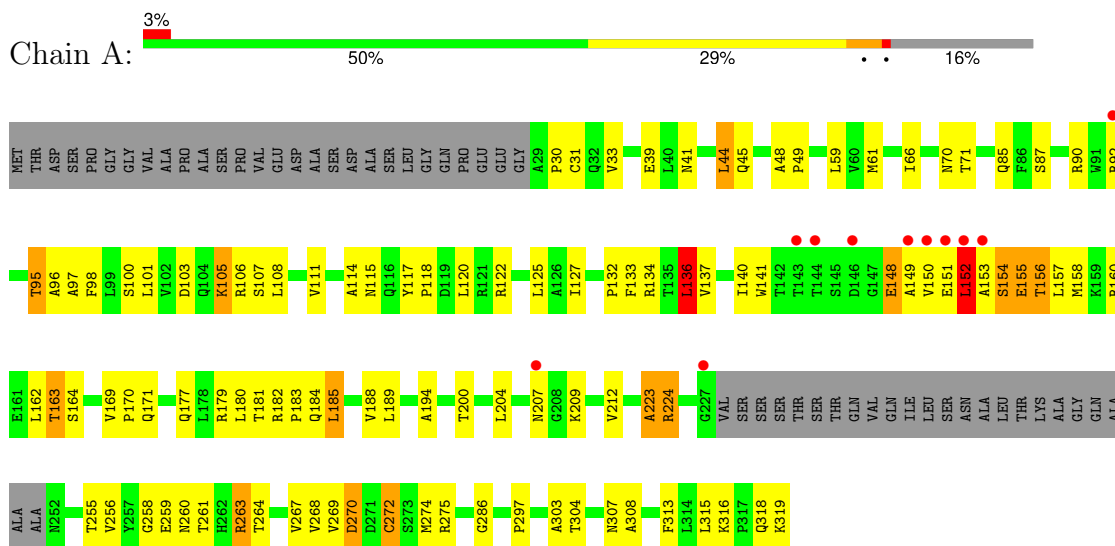 Chain A:
3%
50% 29% • • 16%
MET THR ASP SER PRO GLY GLY VAL ALA PRO ALA SER PRO VAL GLU ASP ALA SER ASP ALA SER LEU GLY GLN PRO GLU GLU GLY A29 P30 C31 Q32 V33 E39 L40 N41 L44 Q45 A48 P49 L59 V60 M61 I66 N70 T71 Q85 F86 S87 R90 W91
T95 A96 A97 F98 L99 S100 L101 V102 D103 Q104 K105 R106 S107 L108 V111 A114 N115 Q116 Y117 P118 D119 L120 R121 R122 L125 A126 I127 P132 F133 R134 T135 L136 V137 I140 W141 T142 T143 T144 S145 D146 G147 E148 A149 V150 E151 L152 A153 S154 E155 T156 L157 M158 K159
E161 L162 T163 S164 V169 P170 Q171 Q177 L178 R179 L180 T181 R182 P183 Q184 L185 V188 L189 A194 T200 L204 N207 G208 K209 V212 A223 R224 G227 VAL SER SER SER THR SER THR GLN VAL GLN ILE LEU SER ASN ALA LEU THR LYS ALA GLY GLN ALA
ALA ALA N252 T255 V256 Y257 G258 E259 N260 T261 H262 R263 T264 V267 V268 V269 D270 D271 C272 S273 M274 R275 G286 P297 A303 T304 N307 A308 F313 L314 L315 K316 P317 Q318 K319